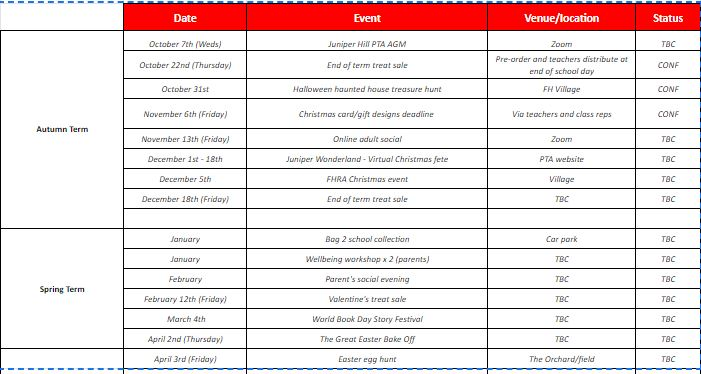 Date Event Venue/location Status
October 7th (Weds) Juniper Hill PTA AGM Zoom TBC
October 22nd (Thursday) End of term treat sale Pre-order and teachers distribute at end of school day CONF
October 31st Halloween haunted house treasure hunt FH Village CONF
November 6th (Friday) Christmas card/gift designs deadline Via teachers and class reps CONF
Autumn Term
November 13th (Friday) Online adult social Zoom TBC
December 1st - 18th Juniper Wonderland - Virtual Christmas fete PTA website TBC
December 5th FHRA Christmas event Village TBC
December 18th (Friday) End of term treat sale TBC TBC
January Bag 2 school collection Car park TBC
January Wellbeing workshop x 2 (parents) TBC TBC
February Parent's social evening TBC TBC
Spring Term
February 12th (Friday) Valentine's treat sale TBC TBC
March 4th World Book Day Story Festival TBC TBC
April 2nd (Thursday) The Great Easter Bake Off TBC TBC
April 3rd (Friday) Easter egg hunt The Orchard/field TBC